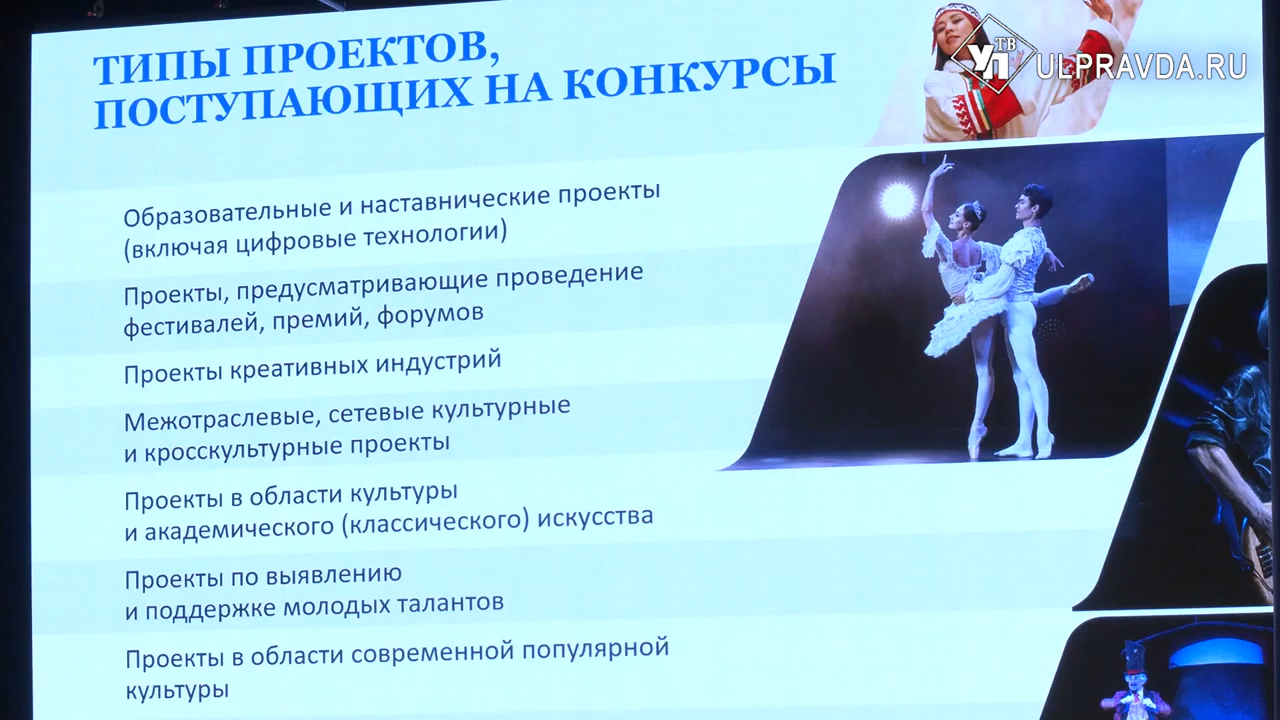 ТИПЫ ПРОЕКТОВ,
ПОСТУПАЮЩИХ НА КОНКУРСЫ
УП ТВ ULPRAVDA.RU
Образовательные и наставнические проекты
(включая цифровые технологии)
Проекты, предусматривающие проведение
фестивалей, премий, форумов
Проекты креативных индустрий
Межотраслевые, сетевые культурные
и кросскультурные проекты
Проекты в области культуры
и академического (классического) искусства
Проекты по выявлению
и поддержке молодых талантов
Проекты в области современной популярной
культуры